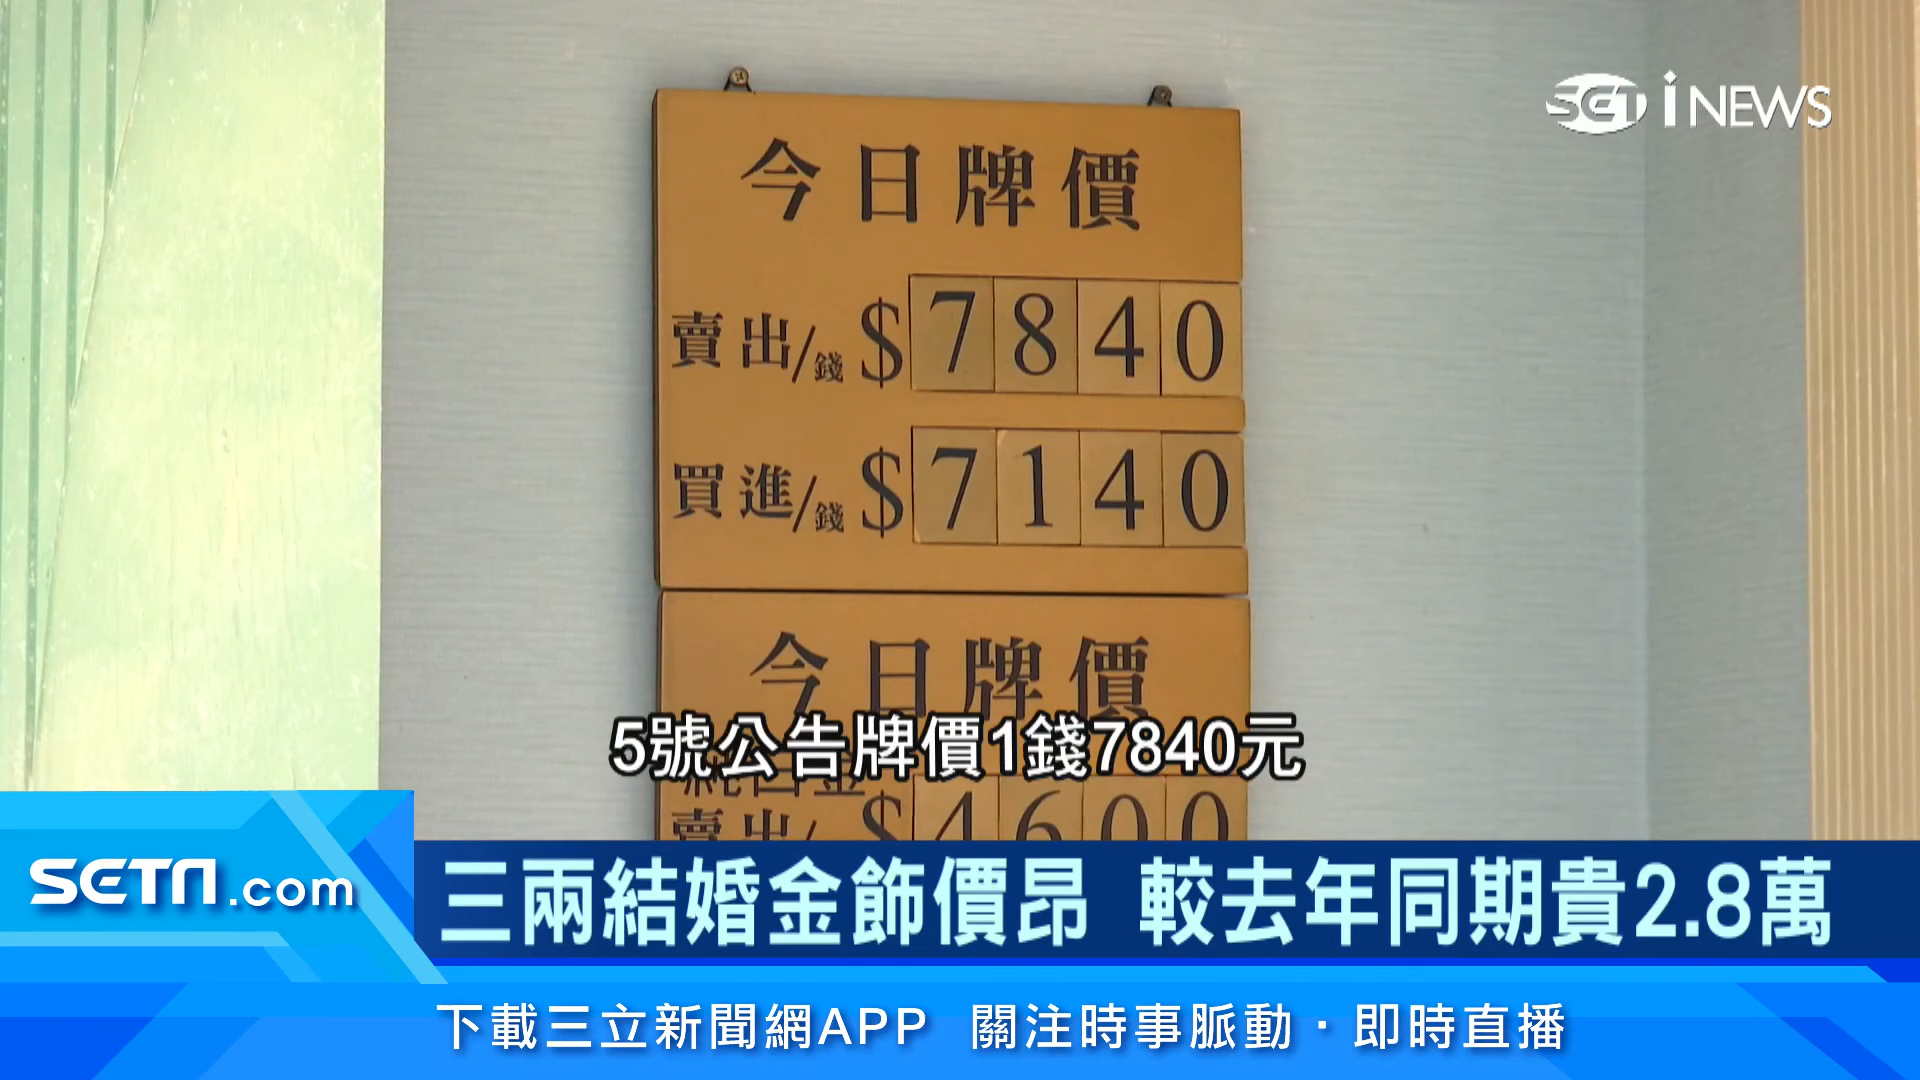 SET iNEWS
今日牌價
賣出/錢 $7840
買進/錢 $7140
今日牌價
5號公告牌價1錢7840元
賣出/ $4600
SETN.com
三兩結婚金飾價昂 較去年同期貴2.8萬
下載三立新聞網APP 關注時事脈動．即時直播